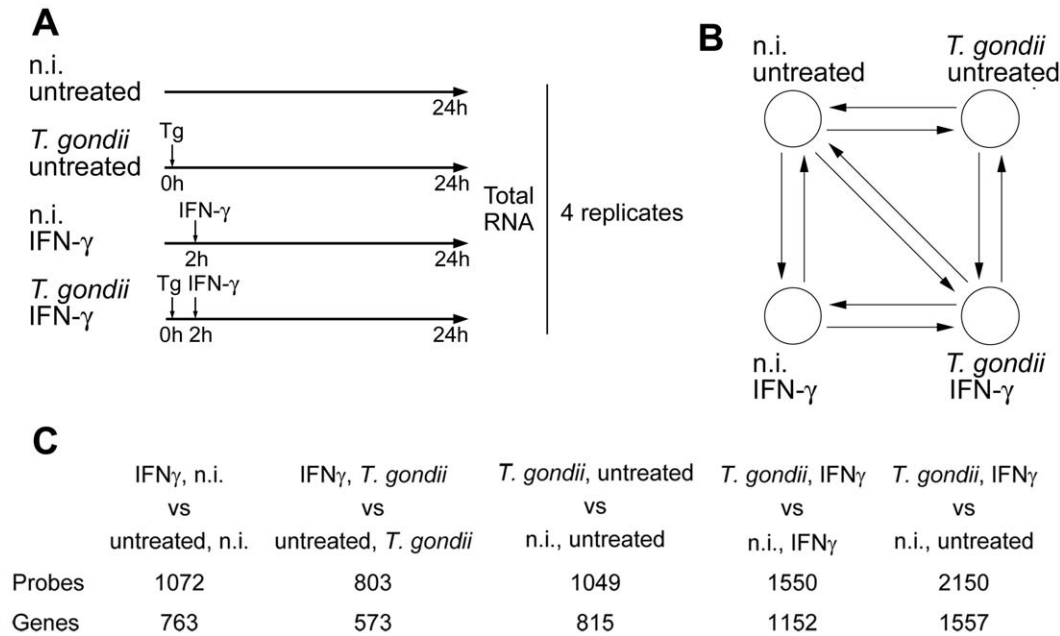 A
n.i.
untreated
24h
T. gondii
untreated
Tg
0h
24h
n.i.
IFN-γ
IFN-γ
2h
24h
T. gondii
IFN-γ
Tg IFN-γ
0h 2h
24h
Total
RNA
4 replicates
B
n.i.
untreated
T. gondii
untreated
n.i.
IFN-γ
T. gondii
IFN-γ
C
IFNγ, n.i. IFNγ, T. gondii T. gondii, untreated T. gondii, IFNγ T. gondii, IFNγ
vs vs vs vs vs
untreated, n.i. untreated, T. gondii n.i., untreated n.i., IFNγ n.i., untreated
Probes 1072 803 1049 1550 2150
Genes 763 573 815 1152 1557